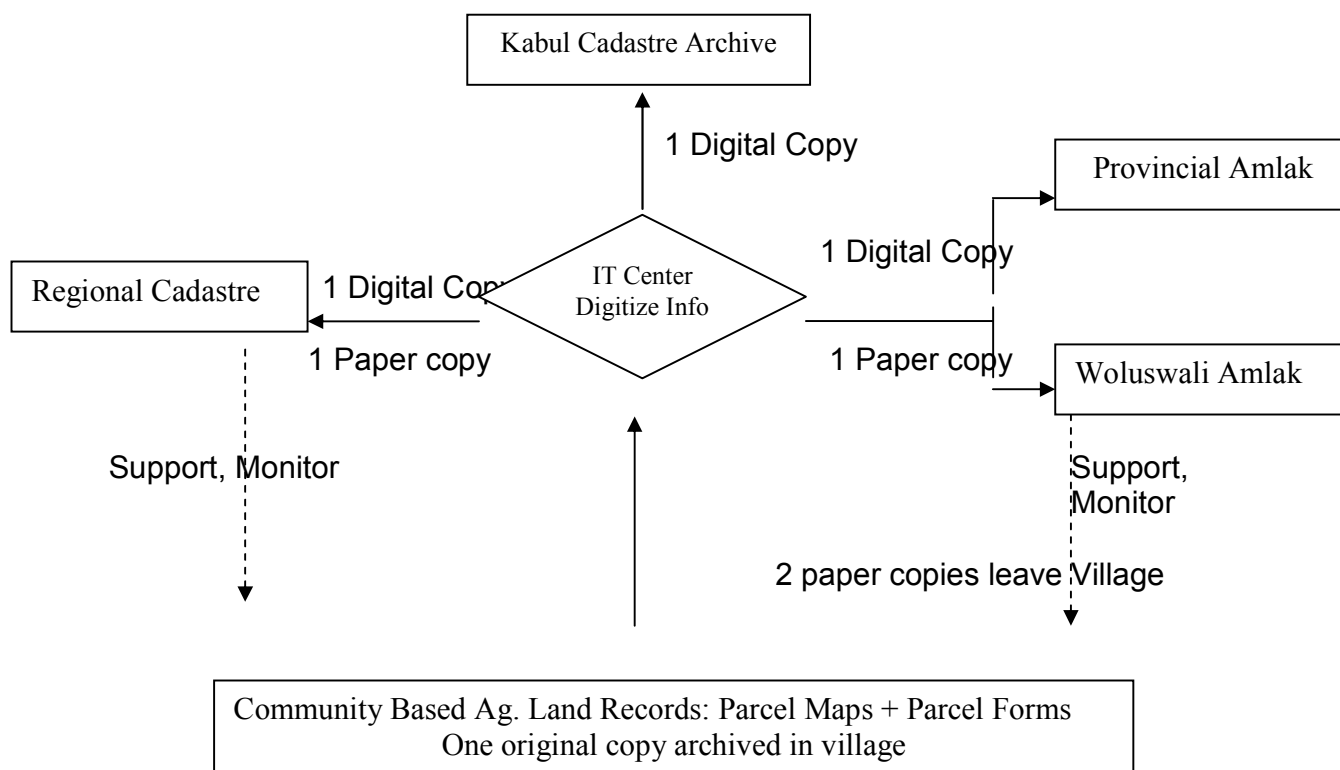 Kabul Cadastre Archive
1 Digital Copy
Provincial Amlak
1 Digital Copy
IT Center
Digitize Info
Regional Cadastre
1 Digital Copy
1 Paper copy
1 Paper copy
Woluswali Amlak
Support, Monitor
Support,
Monitor
2 paper copies leave Village
Community Based Ag. Land Records: Parcel Maps + Parcel Forms
One original copy archived in village